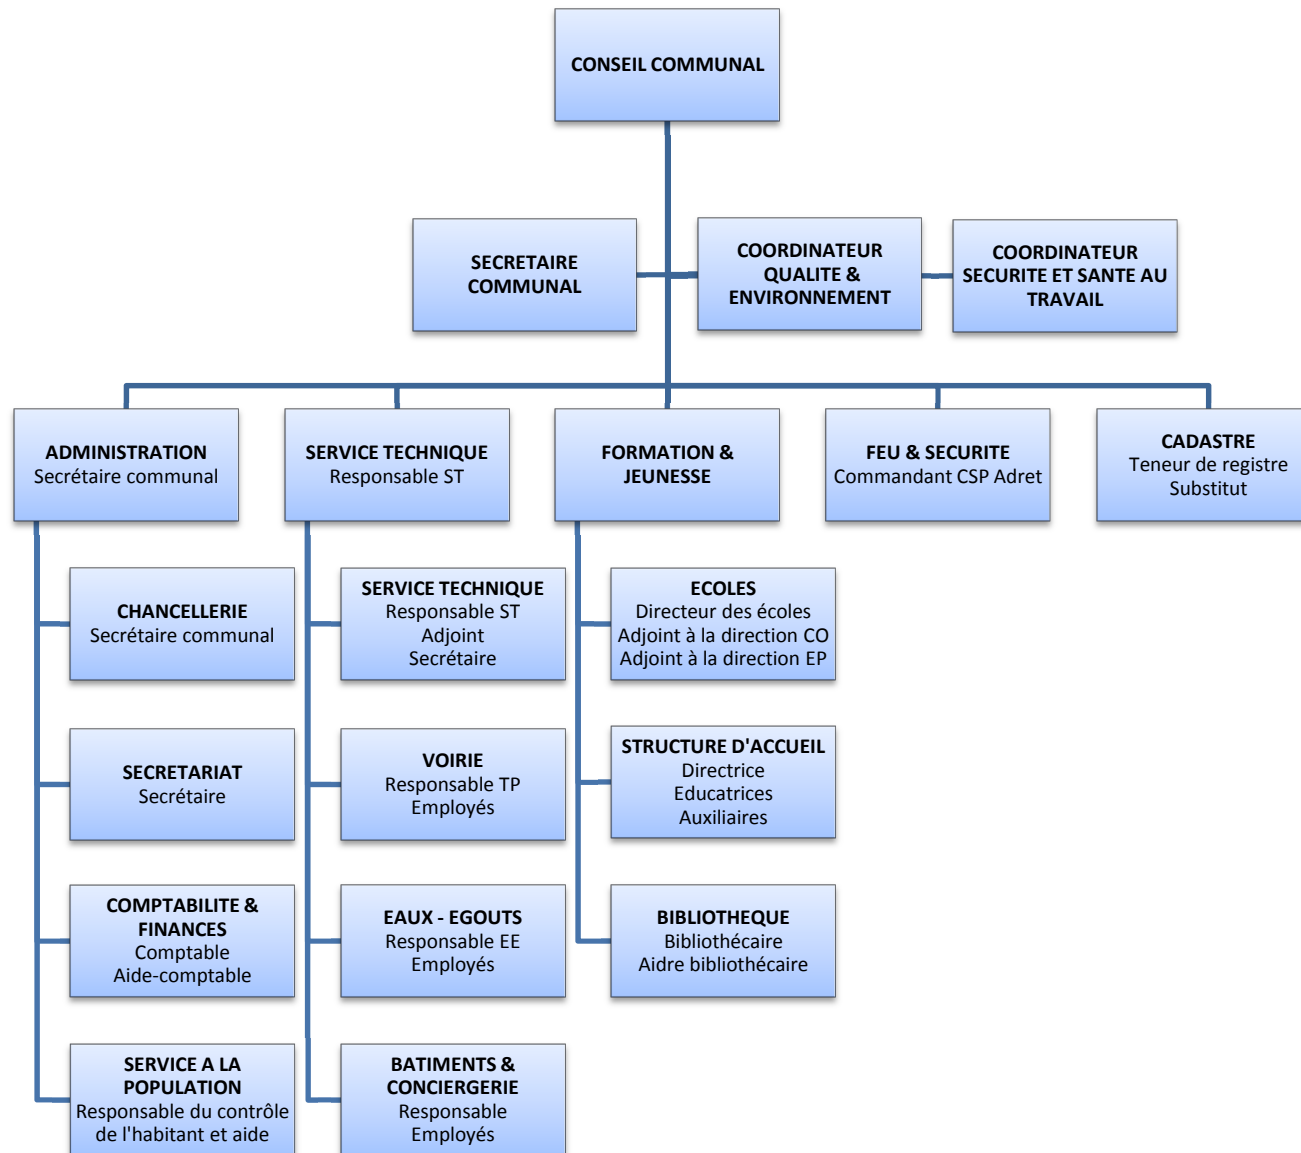 CONSEIL COMMUNAL
SECRETAIRE
COMMUNAL
COORDINATEUR
QUALITE &
ENVIRONNEMENT
COORDINATEUR
SECURITE ET SANTE AU
TRAVAIL
ADMINISTRATION
Secrétaire communal
SERVICE TECHNIQUE
Responsable ST
FORMATION &
JEUNESSE
FEU & SECURITE
Commandant CSP Adret
CADASTRE
Teneur de registre
Substitut
CHANCELLERIE
Secrétaire communal
SERVICE TECHNIQUE
Responsable ST
Adjoint
Secrétaire
ECOLES
Directeur des écoles
Adjoint à la direction CO
Adjoint à la direction EP
SECRETARIAT
Secrétaire
VOIRIE
Responsable TP
Employés
STRUCTURE D'ACCUEIL
Directrice
Educatrices
Auxiliaires
COMPTABILITE &
FINANCES
Comptable
Aide-comptable
EAUX - EGOUTS
Responsable EE
Employés
BIBLIOTHEQUE
Bibliothécaire
Aidre bibliothécaire
SERVICE A LA
POPULATION
Responsable du contrôle
de l'habitant et aide
BATIMENTS &
CONCIERGERIE
Responsable
Employés